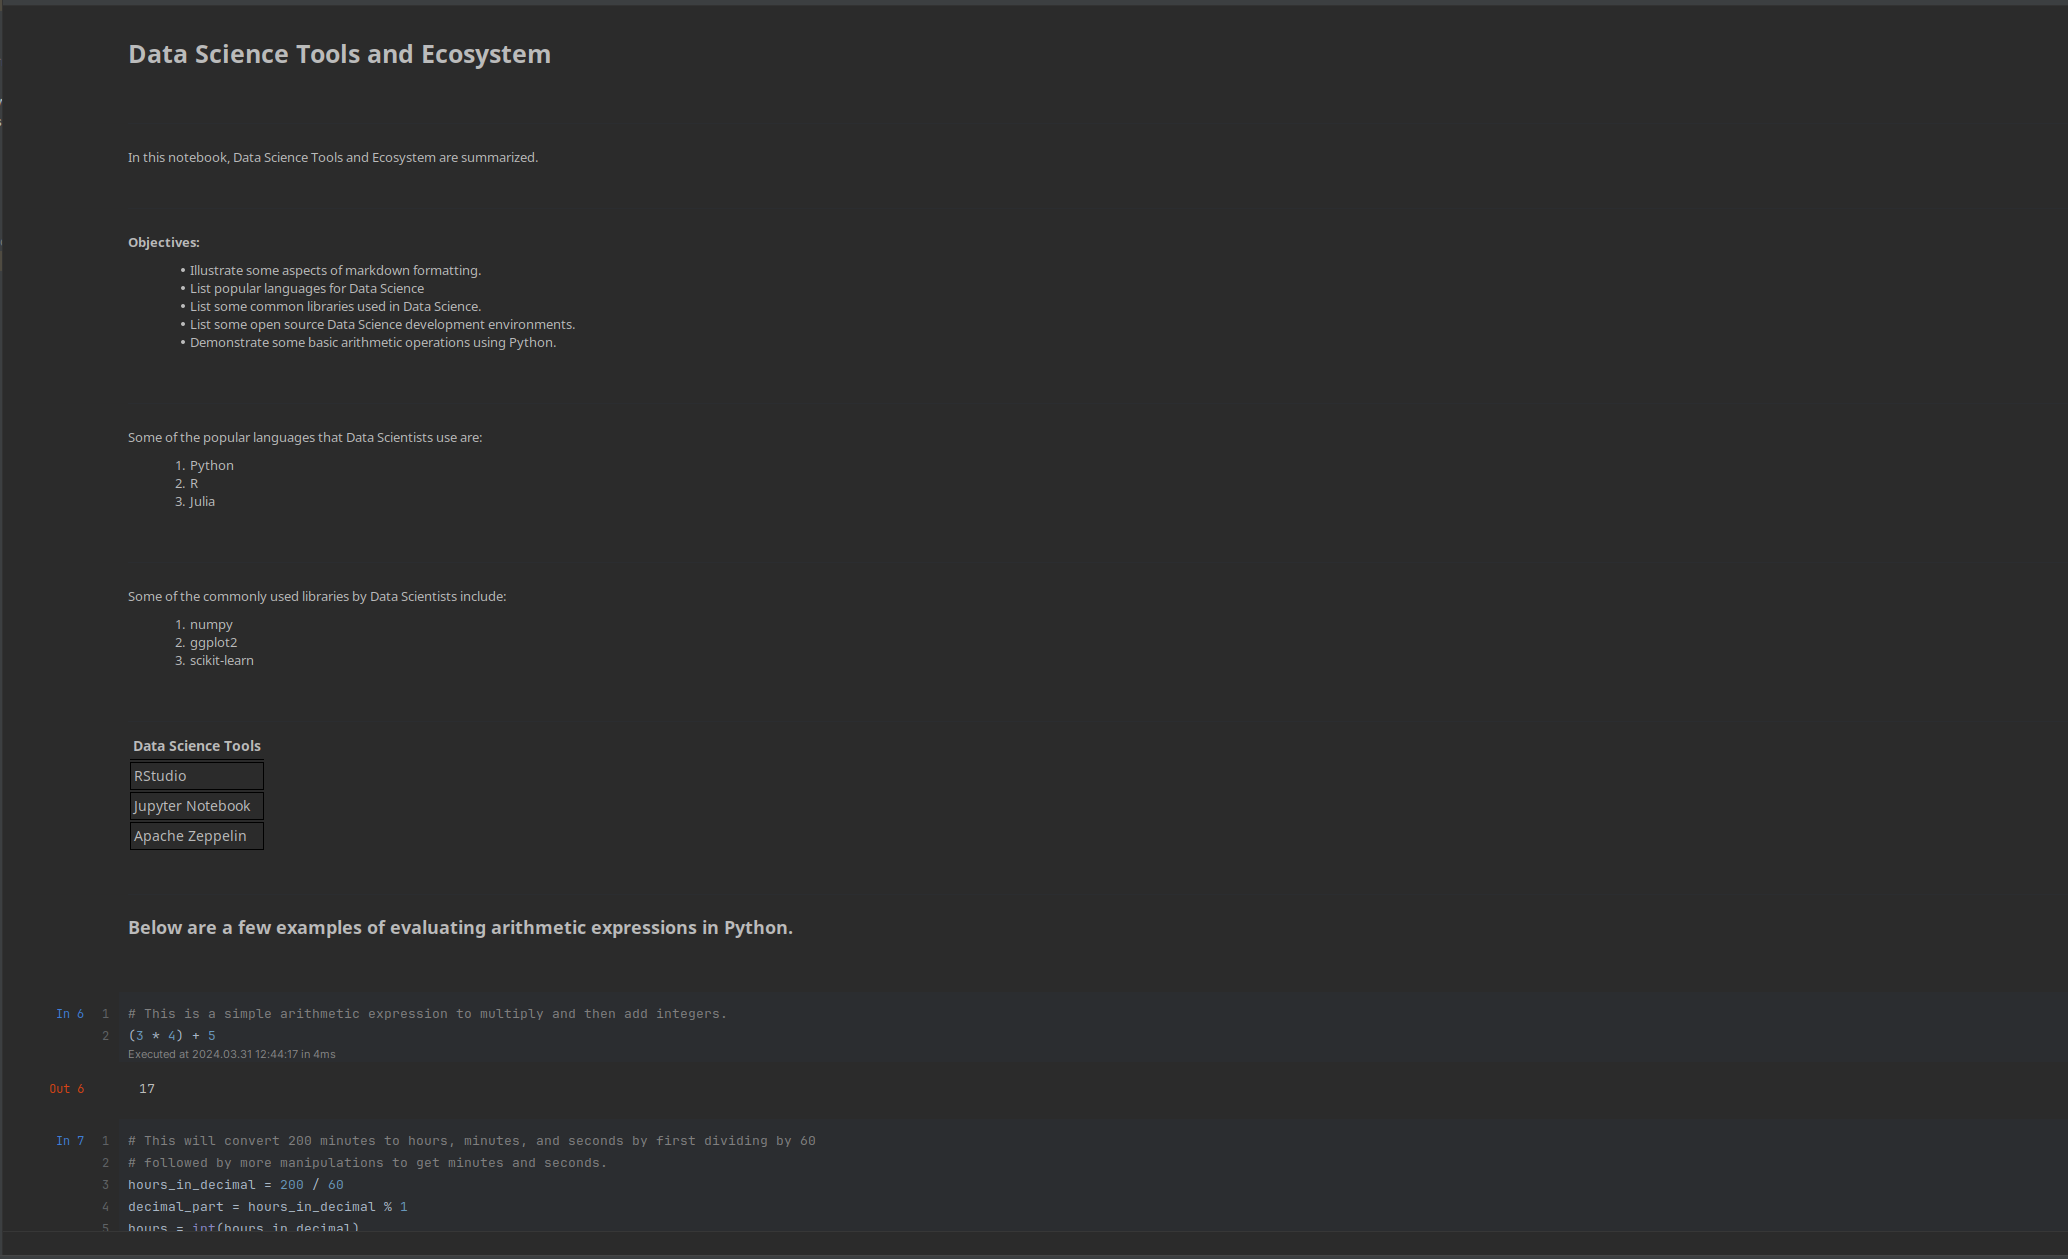 Data Science Tools and Ecosystem
In this notebook, Data Science Tools and Ecosystem are summarized.
Objectives:
• Illustrate some aspects of markdown formatting.
• List popular languages for Data Science
• List some common libraries used in Data Science.
• List some open source Data Science development environments.
• Demonstrate some basic arithmetic operations using Python.
Some of the popular languages that Data Scientists use are:
1. Python
2. R
3. Julia
Some of the commonly used libraries by Data Scientists include:
1. numpy
2. ggplot2
3. scikit-learn
Data Science Tools
RStudio
Jupyter Notebook
Apache Zeppelin
Below are a few examples of evaluating arithmetic expressions in Python.
In 6 1 # This is a simple arithmetic expression to multiply and then add integers.
2 (3 * 4) + 5
Executed at 2024.03.31 12:44:17 in 4ms
Out 6 17
In 7 1 # This will convert 200 minutes to hours, minutes, and seconds by first dividing by 60
2 # followed by more manipulations to get minutes and seconds.
3 hours_in_decimal = 200 / 60
4 decimal_part = hours_in_decimal % 1
5 hours = int(hours_in_decimal)